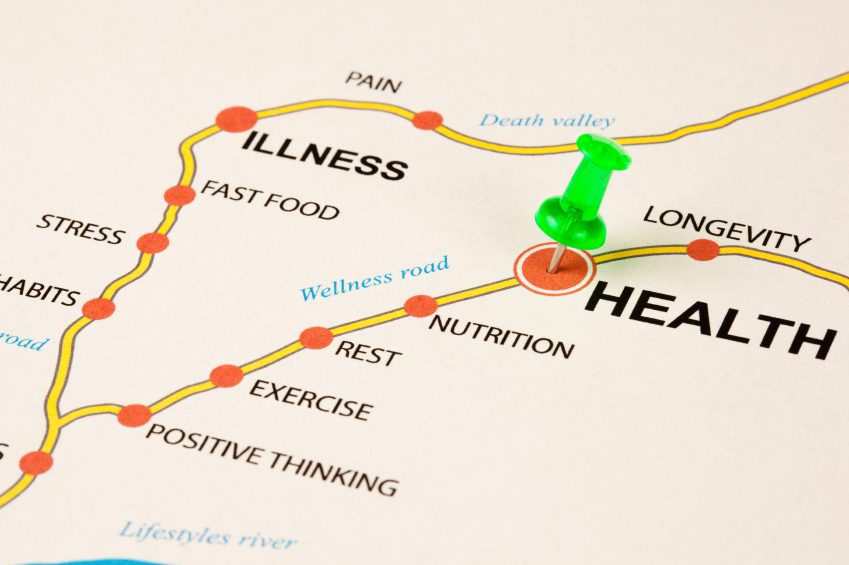 PAIN
Death valley
ILLNESS
FAST FOOD
LONGEVITY
STRESS
Wellness road
HEALTH
HABITS
NUTRITION
road
REST
EXERCISE
POSITIVE THINKING
S
Lifestyles river